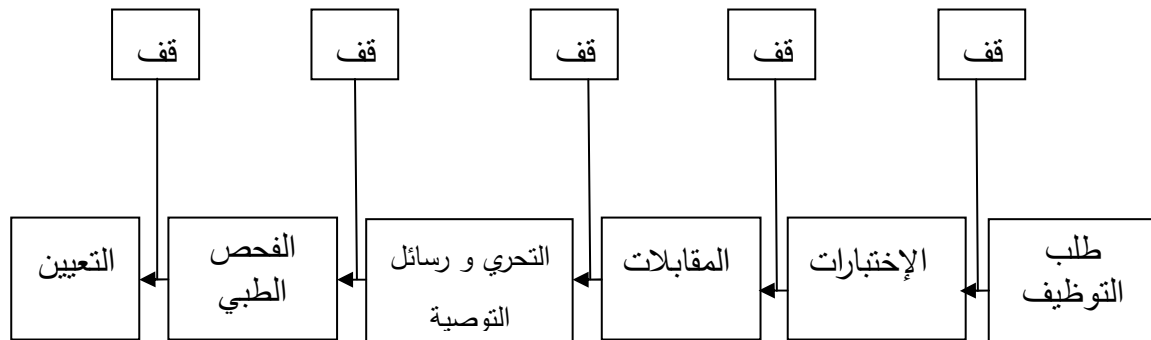 قف
قف
قف
قف
قف
طلب
التوظيف
الإختبارات
المقابلات
التحري و رسائل
التوصية
الفحص
الطبي
التعيين